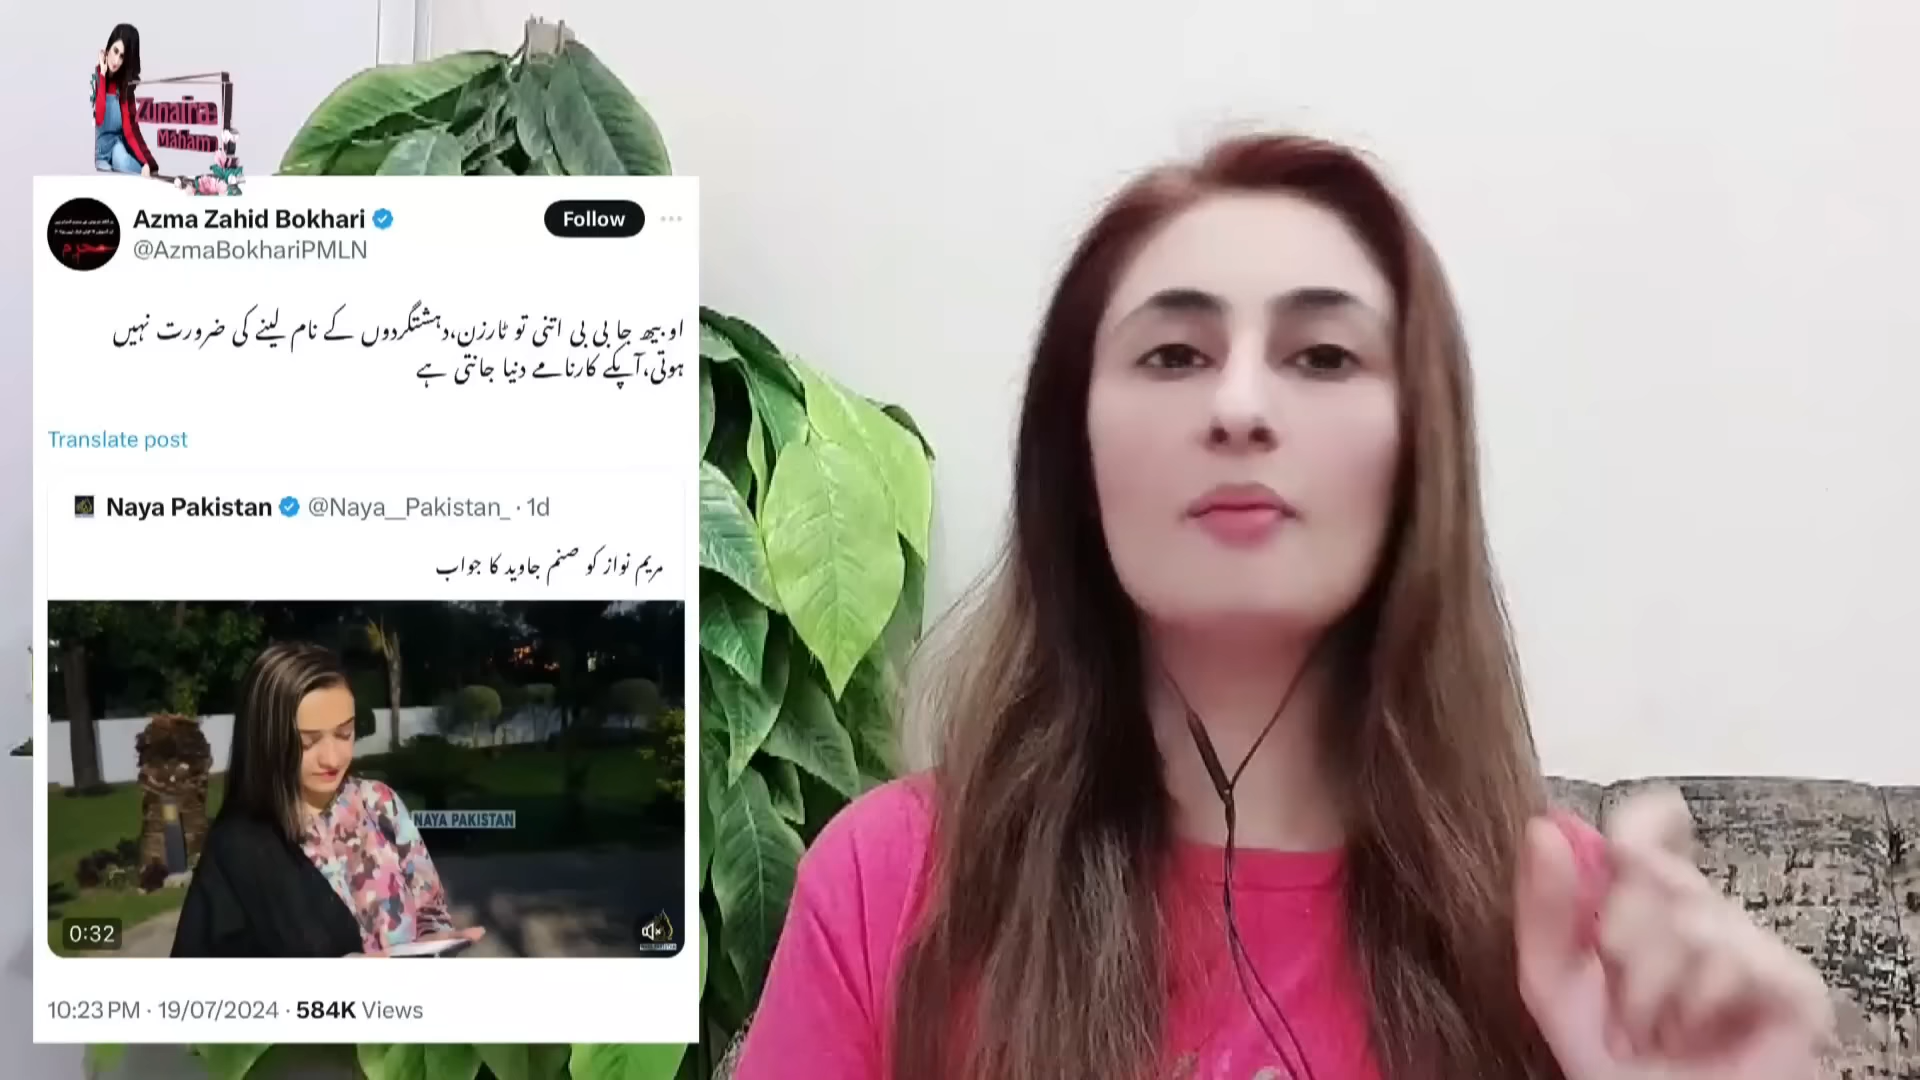 Zunaira
Maham
Azma Zahid Bokhari
@AzmaBokhariPMLN
Follow
او بیھ جا بی بی اتنی تو ٹارزن،دہشتگردوں کے نام لینے کی ضرورت نہیں
ہوتی،آپکے کارنامے دنیا جانتی ہے
Translate post
Naya Pakistan @Naya__Pakistan_ · 1d
مریم نواز کو صنم جاوید کا جواب
NAYA PAKISTAN
0:32
10:23 PM · 19/07/2024 · 584K Views